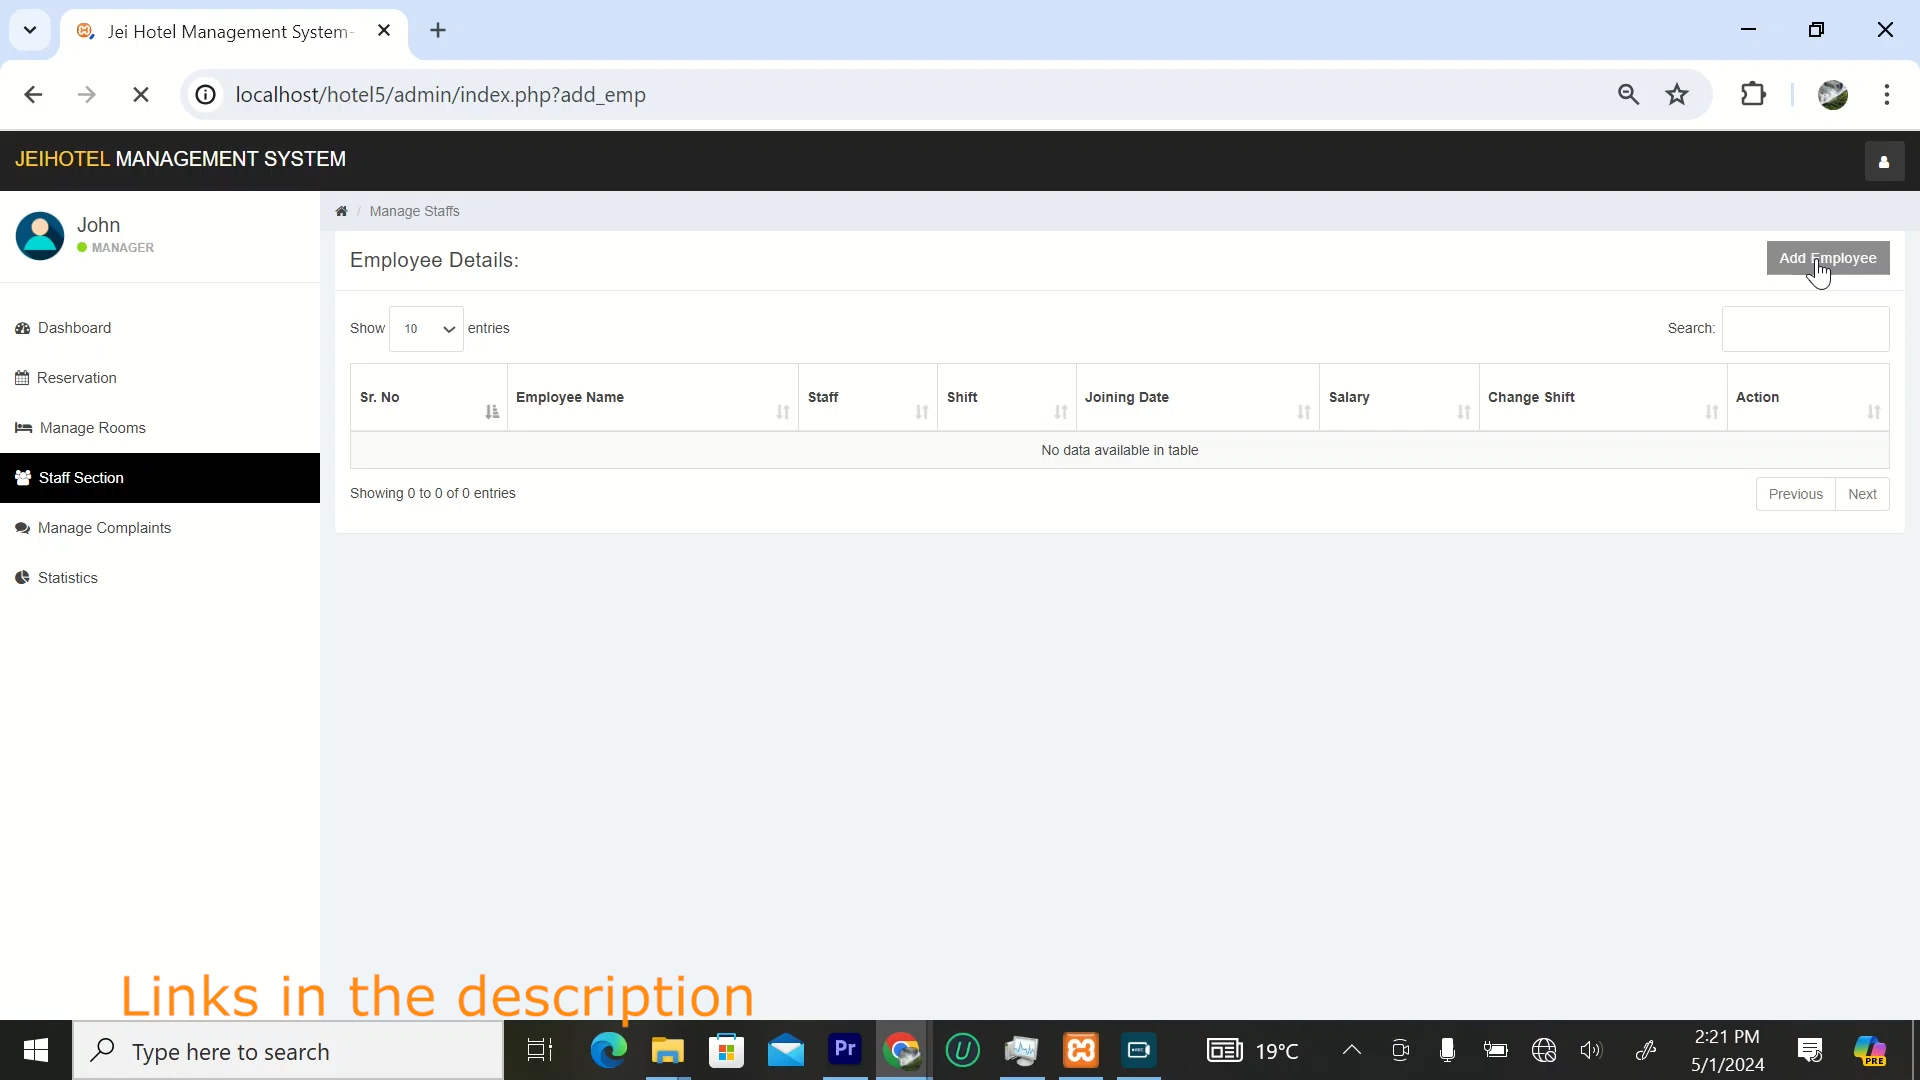 Jei Hotel Management System-
localhost/hotel5/admin/index.php?add_emp
JEIHOTEL MANAGEMENT SYSTEM
John
MANAGER
/ Manage Staffs
Employee Details:
Add Employee
Dashboard
Reservation
Manage Rooms
Staff Section
Manage Complaints
Statistics
Show 10 entries
Search:
Sr. No Employee Name Staff Shift Joining Date Salary Change Shift Action
No data available in table
Showing 0 to 0 of 0 entries
Previous Next
Links in the description
Type here to search
Pr
U
19°C
2:21 PM
5/1/2024
PRE